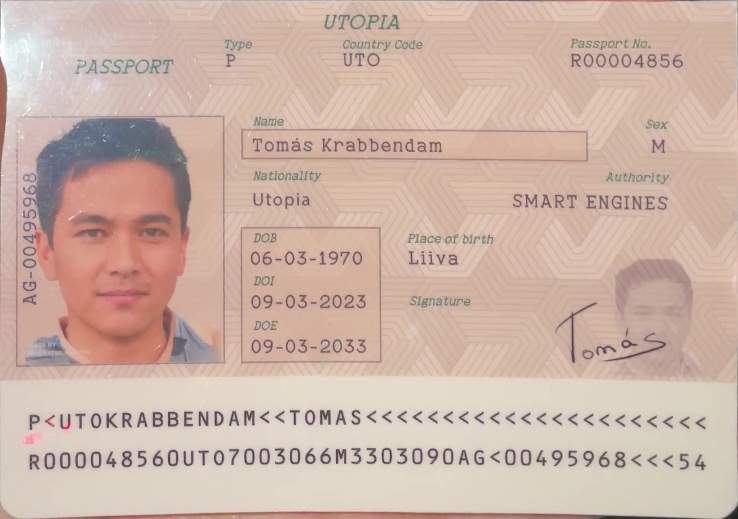 UTOPIA
PASSPORT
Type
P
Country Code
UTO
Passport No.
R00004856
Name
Tomás Krabbendam
Sex
M
Nationality
Utopia
Authority
SMART ENGINES
DOB
06-03-1970
Place of birth
Liiva
DOI
09-03-2023
Signature
DOE
09-03-2033
Tomás
AG-00495968
P<UTOKRABBENDAM<<TOMAS<<<<<<<<<<<<<<<<<<<<<<
R000048560UTO7003066M3303090AG<00495968<<<54